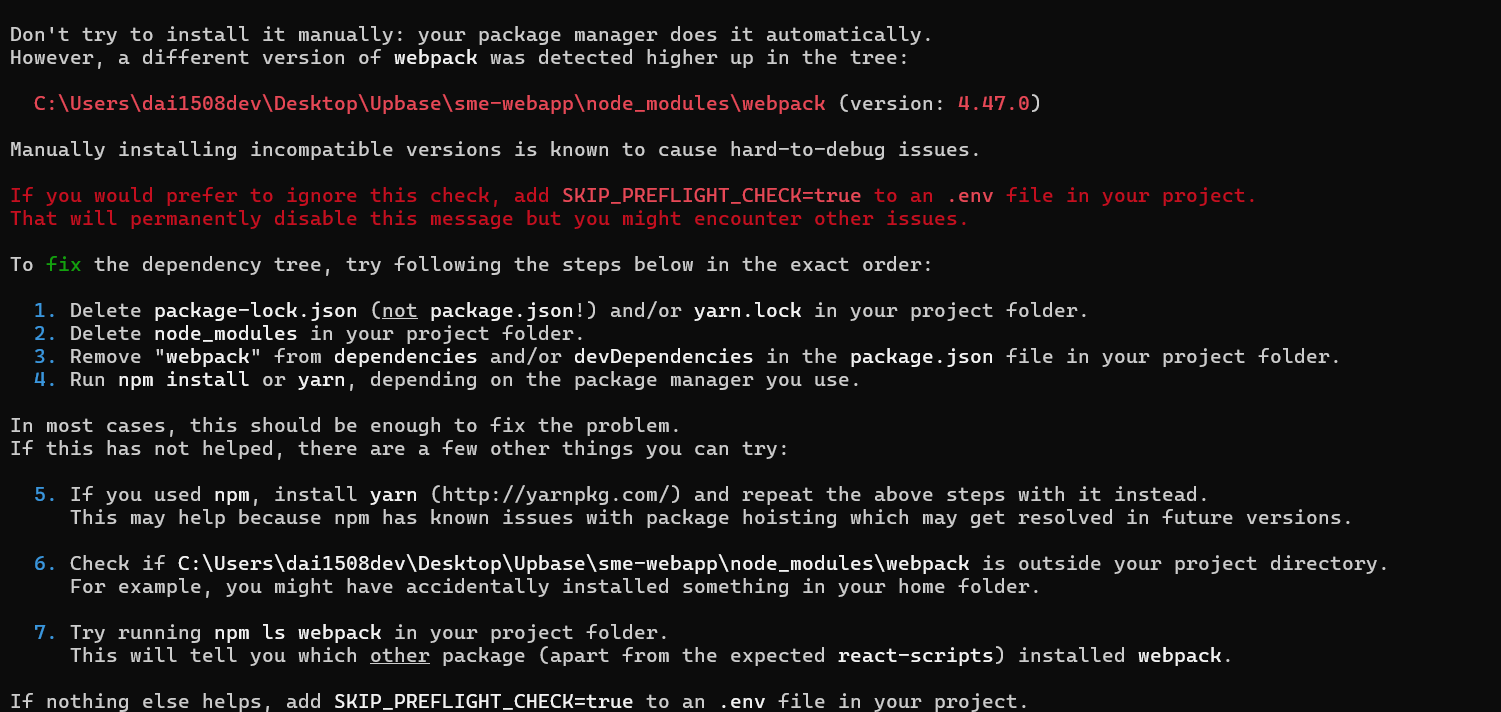 Don't try to install it manually: your package manager does it automatically.
However, a different version of webpack was detected higher up in the tree:
C:\Users\dai1508dev\Desktop\Upbase\sme-webapp\node_modules\webpack (version: 4.47.0)
Manually installing incompatible versions is known to cause hard-to-debug issues.
If you would prefer to ignore this check, add SKIP_PREFLIGHT_CHECK=true to an .env file in your project.
That will permanently disable this message but you might encounter other issues.
To fix the dependency tree, try following the steps below in the exact order:
1. Delete package-lock.json (not package.json!) and/or yarn.lock in your project folder.
2. Delete node_modules in your project folder.
3. Remove "webpack" from dependencies and/or devDependencies in the package.json file in your project folder.
4. Run npm install or yarn, depending on the package manager you use.
In most cases, this should be enough to fix the problem.
If this has not helped, there are a few other things you can try:
5. If you used npm, install yarn (http://yarnpkg.com/) and repeat the above steps with it instead.
This may help because npm has known issues with package hoisting which may get resolved in future versions.
6. Check if C:\Users\dai1508dev\Desktop\Upbase\sme-webapp\node_modules\webpack is outside your project directory.
For example, you might have accidentally installed something in your home folder.
7. Try running npm ls webpack in your project folder.
This will tell you which other package (apart from the expected react-scripts) installed webpack.
If nothing else helps, add SKIP_PREFLIGHT_CHECK=true to an .env file in your project.